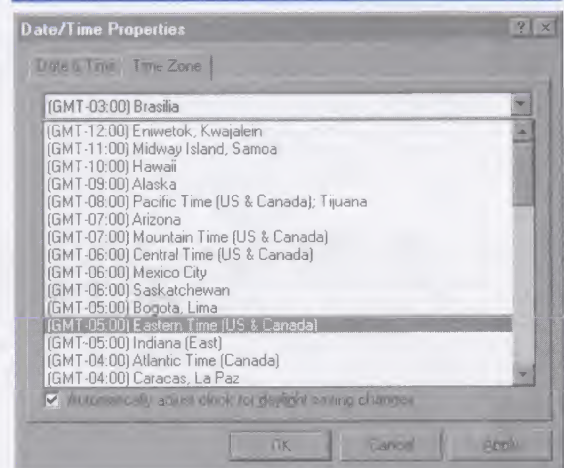 Date/Time Properties
Date & Time Time Zone
(GMT-03:00) Brasilia
(GMT-12:00) Eniwetok, Kwajalein
(GMT-11:00) Midway Island, Samoa
(GMT-10:00) Hawaii
(GMT-09:00) Alaska
(GMT-08:00) Pacific Time (US & Canada); Tijuana
(GMT-07:00) Arizona
(GMT-07:00) Mountain Time (US & Canada)
(GMT-06:00) Central Time (US & Canada)
(GMT-06:00) Mexico City
(GMT-06:00) Saskatchewan
(GMT-05:00) Bogota, Lima
(GMT-05:00) Eastern Time (US & Canada)
(GMT-05:00) Indiana (East)
(GMT-04:00) Atlantic Time (Canada)
(GMT-04:00) Caracas, La Paz
Automatically adjust clock for daylight saving changes
OK Cancel Apply